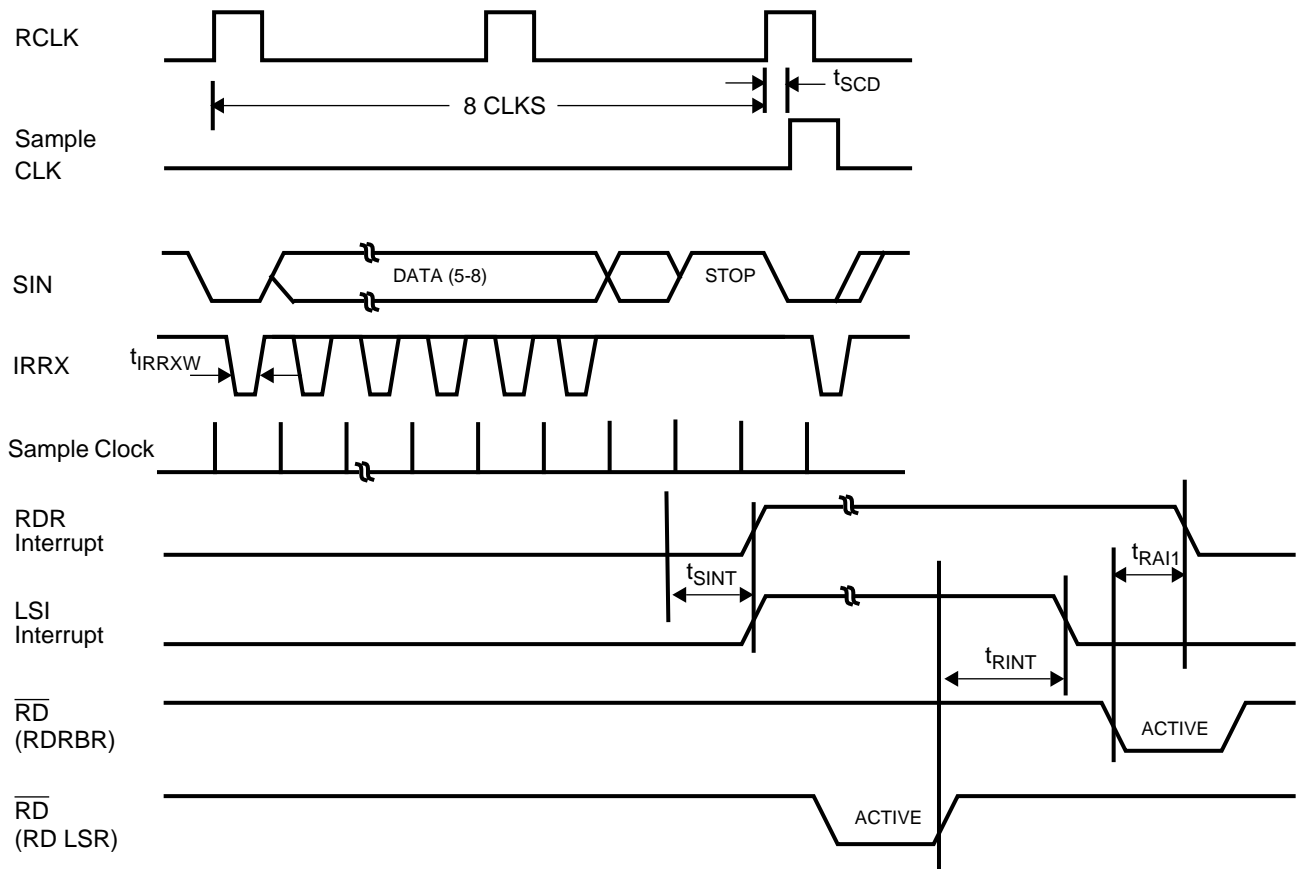 RCLK
tSCD
8 CLKS
Sample
CLK
SIN
DATA (5-8)
STOP
IRRX
tIRRXW
Sample Clock
RDR
Interrupt
tRAI1
tSINT
LSI
Interrupt
tRINT
RD
(RDRBR)
ACTIVE
RD
(RD LSR)
ACTIVE